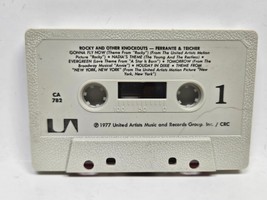 ROCKY AND OTHER KNOCKOUTS — FERRANTE & TEICHER
GONNA FLY NOW (Theme From "Rocky") (From the United Artists Motion
Picture "Rocky") • NADIA'S THEME (The Young And The Restless) •
EVERGREEN (Love Theme From "A Star Is Born") • TOMORROW (From The
Broadway Musical "Annie") • HOLIDAY IN DUBE • THEME FROM
"NEW YORK, NEW YORK" (From the United Artists Motion Picture "New
York, New York")
CA
782
1
℗ 1977 United Artists Music and Records Group, Inc. / CRC